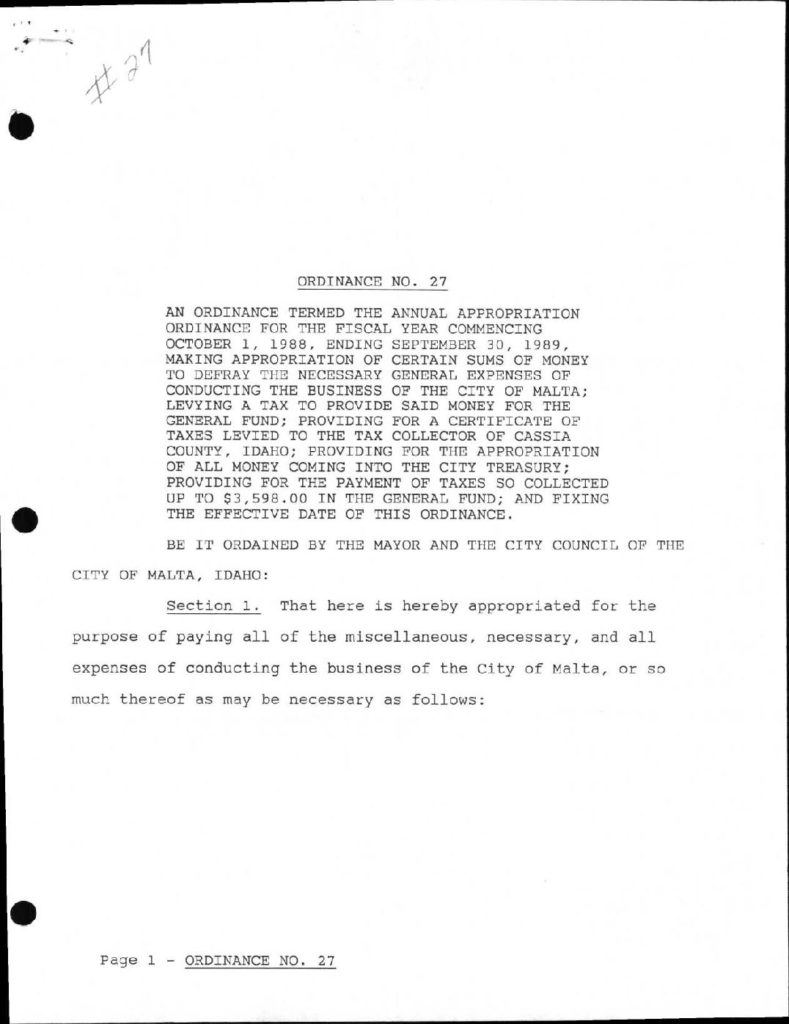 #27
ORDINANCE NO. 27
AN ORDINANCE TERMED THE ANNUAL APPROPRIATION
ORDINANCE FOR THE FISCAL YEAR COMMENCING
OCTOBER 1, 1988, ENDING SEPTEMBER 30, 1989,
MAKING APPROPRIATION OF CERTAIN SUMS OF MONEY
TO DEFRAY THE NECESSARY GENERAL EXPENSES OF
CONDUCTING THE BUSINESS OF THE CITY OF MALTA;
LEVYING A TAX TO PROVIDE SAID MONEY FOR THE
GENERAL FUND; PROVIDING FOR A CERTIFICATE OF
TAXES LEVIED TO THE TAX COLLECTOR OF CASSIA
COUNTY, IDAHO; PROVIDING FOR THE APPROPRIATION
OF ALL MONEY COMING INTO THE CITY TREASURY;
PROVIDING FOR THE PAYMENT OF TAXES SO COLLECTED
UP TO $3,598.00 IN THE GENERAL FUND; AND FIXING
THE EFFECTIVE DATE OF THIS ORDINANCE.
BE IT ORDAINED BY THE MAYOR AND THE CITY COUNCIL OF THE
CITY OF MALTA, IDAHO:
Section 1. That here is hereby appropriated for the
purpose of paying all of the miscellaneous, necessary, and all
expenses of conducting the business of the City of Malta, or so
much thereof as may be necessary as follows:
Page 1 - ORDINANCE NO. 27